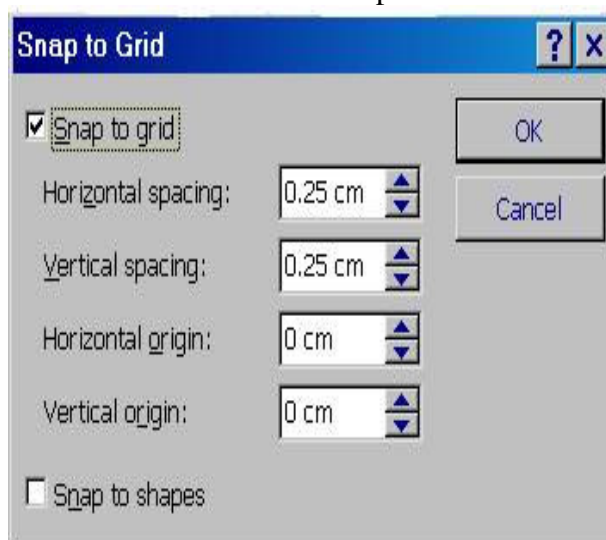 Snap to Grid
Snap to grid
OK
Horizontal spacing: 0.25 cm
Cancel
Vertical spacing: 0.25 cm
Horizontal origin: 0 cm
Vertical origin: 0 cm
Snap to shapes